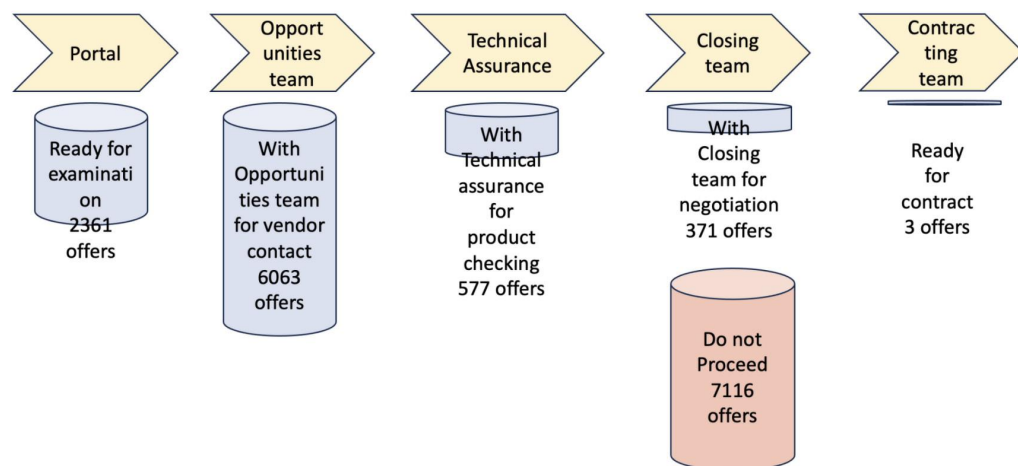 Portal
Opport
unities
team
Technical
Assurance
Closing
team
Contrac
ting
team
Ready for
examinati
on
2361
offers
With
Opportuni
ties team
for vendor
contact
6063
offers
With
Technical
assurance
for
product
checking
577 offers
With
Closing
team for
negotiation
371 offers
Ready
for
contract
3 offers
Do not
Proceed
7116
offers